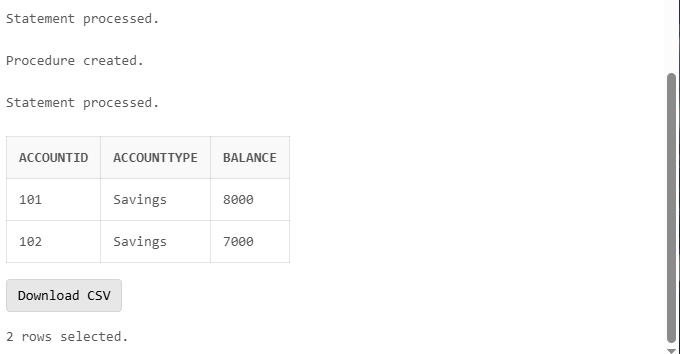 Statement processed.
Procedure created.
Statement processed.
ACCOUNTID ACCOUNTTYPE BALANCE
101 Savings 8000
102 Savings 7000
Download CSV
2 rows selected.